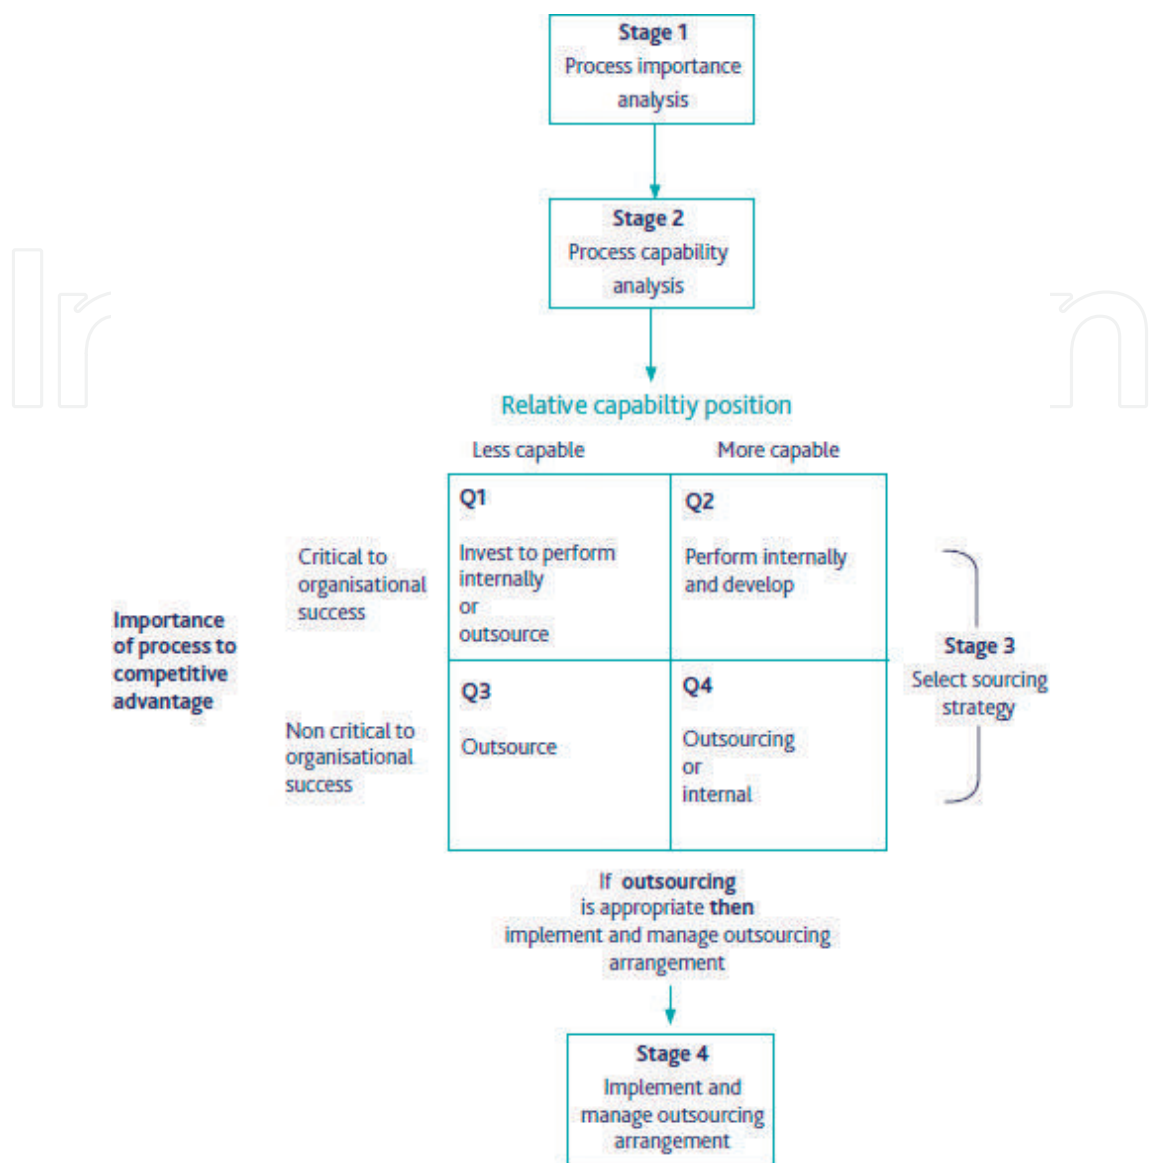 Stage 1
Process importance
analysis
Stage 2
Process capability
analysis
Relative capabiltiy position
Less capable
More capable
Importance
of process to
competitive
advantage
Critical to
organisational
success
Q1
Invest to perform
internally
or
outsource
Q2
Perform internally
and develop
Non critical to
organisational
success
Q3
Outsource
Q4
Outsourcing
or
internal
Stage 3
Select sourcing
strategy
If outsourcing
is appropriate then
implement and manage outsourcing
arrangement
Stage 4
Implement and
manage outsourcing
arrangement